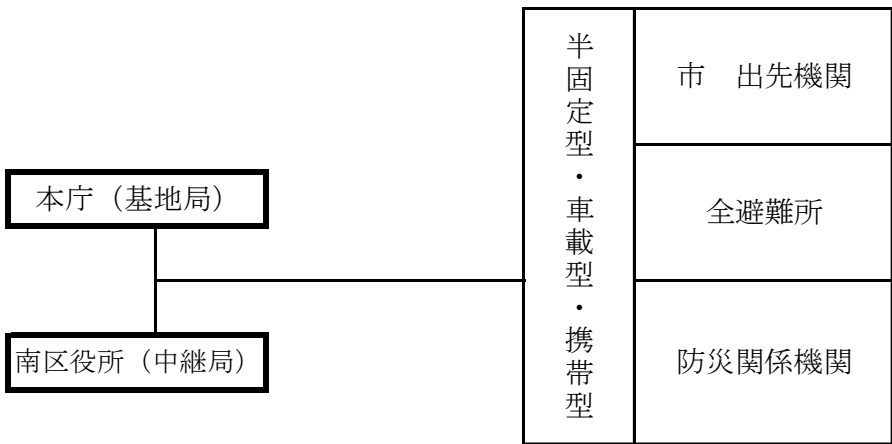 本庁（基地局）
南区役所（中継局）
半固定型・車載型・携帯型
市　出先機関
全避難所
防災関係機関